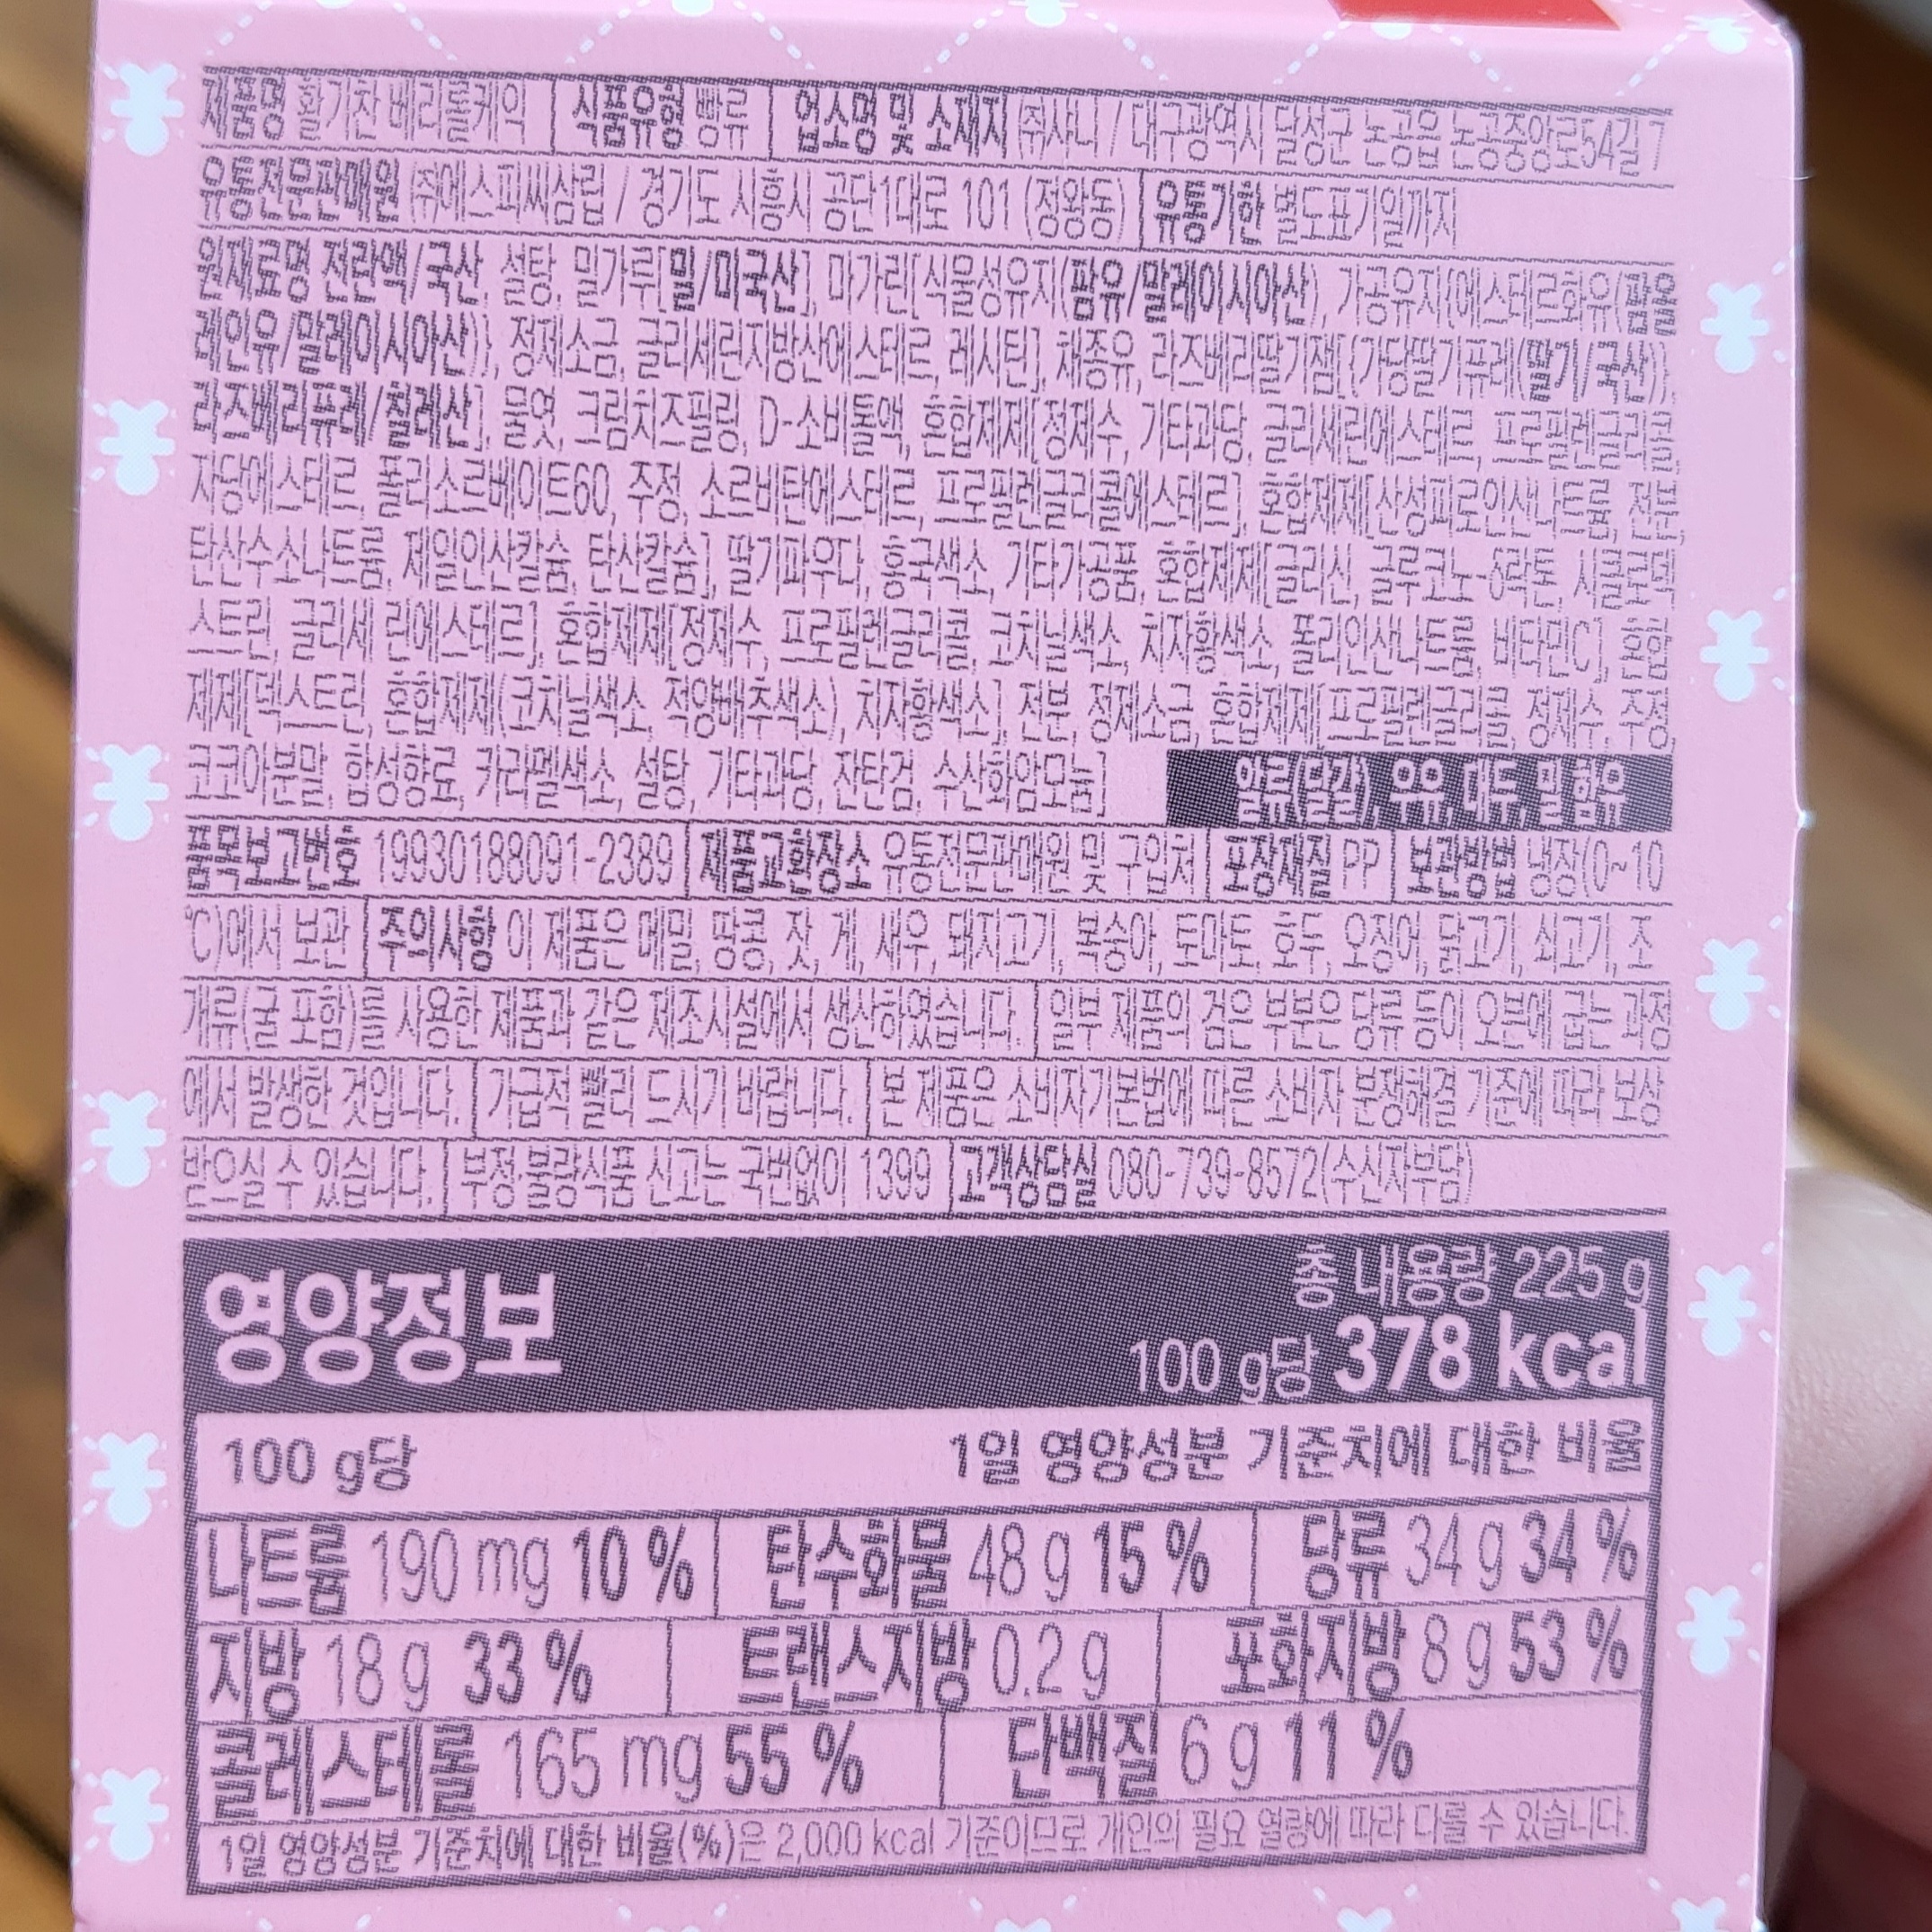 제품명 활기찬 베리롤케익 | 식품유형 빵류 | 업소명 및 소재지 ㈜샤니 / 대구광역시 달성군 논공읍 논공중앙로54길 7
유통전문판매원 ㈜에스피씨삼립 / 경기도 시흥시 공단1대로 101 (정왕동) | 유통기한 별도표기일까지
원재료명 전란액/국산, 설탕, 밀가루[밀/미국산], 마가린[식물성유지(팜유/말레이시아산), 가공유지{에스테르화유(팜올
레인유/말레이시아산)}, 정제소금, 글리세린지방산에스테르, 레시틴], 채종유, 라즈베리딸기잼[{가당딸기퓨레(딸기/국산)},
라즈베리퓨레/칠레산], 물엿, 크림치즈필링, D-소비톨액, 혼합제제[정제수, 기타과당, 글리세린에스테르, 프로필렌글리콜,
자당에스테르, 폴리소르베이트60, 주정, 소르비탄에스테르, 프로필렌글리콜에스테르], 혼합제제[산성피로인산나트륨, 전분,
탄산수소나트륨, 제일인산칼슘, 탄산칼슘], 딸기파우다, 홍국색소, 기타가공품, 혼합제제[글리신, 글루코노-δ락톤, 시클로덱
스트린, 글리세 린에스테르], 혼합제제[정제수, 프로필렌글리콜, 코치닐색소, 치자황색소, 폴리인산나트륨, 비타민C], 혼합
제제[덱스트린, 혼합제제(코치닐색소, 적양배추색소), 치자황색소], 전분, 정제소금, 혼합제제[프로필렌글리콜, 정제수, 주정,
코코아분말, 합성향료, 카라멜색소, 설탕, 기타과당, 잔탄검, 수산화암모늄] 알류(달걀), 우유, 대두, 밀 함유
품목보고번호 19930188091-2389 | 제품교환장소 유통전문판매원 및 구입처 | 포장재질 PP | 보관방법 냉장(0~10
℃)에서 보관 | 주의사항 이 제품은 메밀, 땅콩, 잣, 게, 새우, 돼지고기, 복숭아, 토마토, 호두, 오징어, 닭고기, 쇠고기, 조
개류(굴 포함)를 사용한 제품과 같은 제조시설에서 생산하였습니다. | 일부 제품의 검은 부분은 당류 등이 오븐에 굽는 과정
에서 발생한 것입니다. | 가급적 빨리 드시기 바랍니다. | 본 제품은 소비자기본법에 따른 소비자 분쟁해결 기준에 따라 보상
받으실 수 있습니다. | 부정·불량식품 신고는 국번없이 1399 | 고객상담실 080-739-8572(수신자부담)
영양정보 총 내용량 225 g
100 g당 378 kcal
100 g당 1일 영양성분 기준치에 대한 비율
나트륨 190 mg 10 % | 탄수화물 48 g 15 % | 당류 34 g 34 %
지방 18 g 33 % | 트랜스지방 0.2 g | 포화지방 8 g 53 %
콜레스테롤 165 mg 55 % | 단백질 6 g 11 %
1일 영양성분 기준치에 대한 비율(%)은 2,000 kcal 기준이므로 개인의 필요 열량에 따라 다를 수 있습니다.